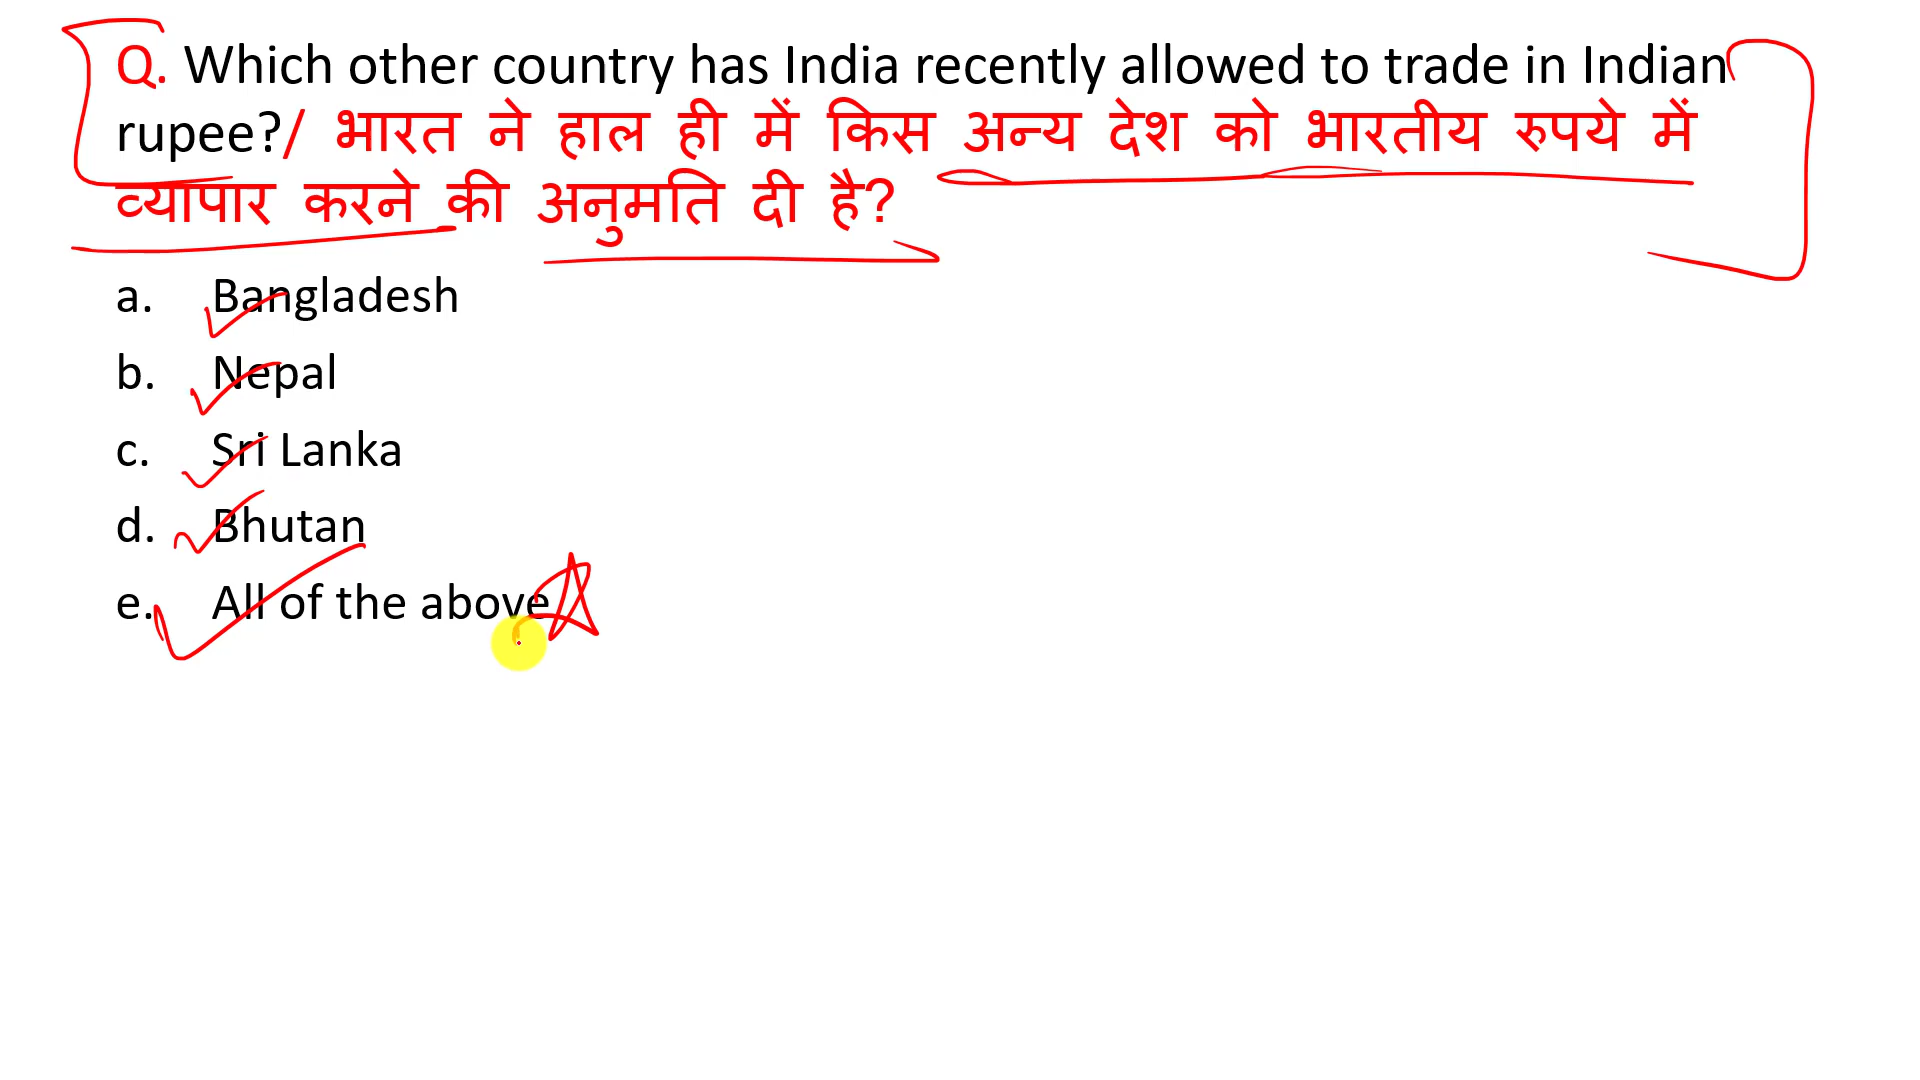 Q. Which other country has India recently allowed to trade in Indian
rupee?/ भारत ने हाल ही में किस अन्य देश को भारतीय रुपये में
व्यापार करने की अनुमति दी है?
a. Bangladesh
b. Nepal
c. Sri Lanka
d. Bhutan
e. All of the above